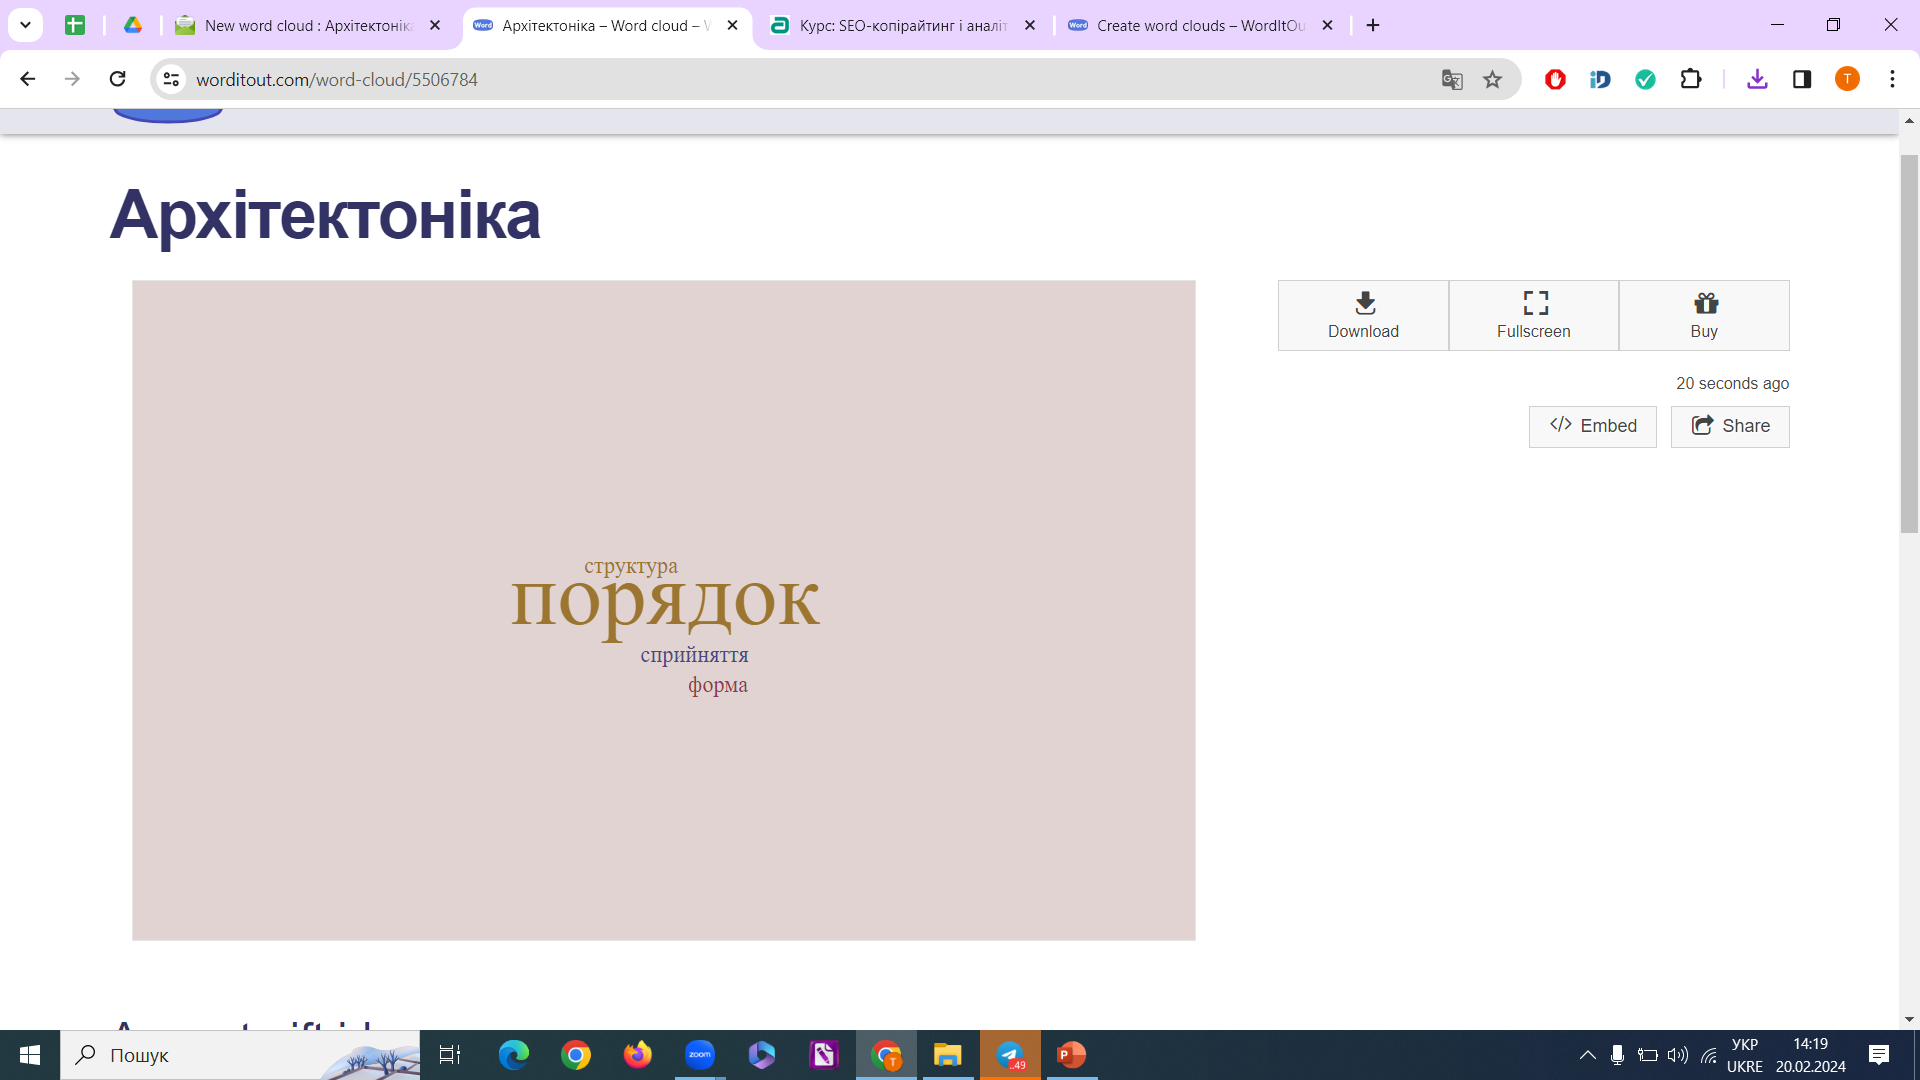 New word cloud : Архітектоніка
Архітектоніка – Word cloud – W
Курс: SEO-копірайтинг і аналіт
Create word clouds – WordItOu
worditout.com/word-cloud/5506784
T
Архітектоніка
Download
Fullscreen
Buy
20 seconds ago
Embed
Share
структура
порядок
сприйняття
форма
Пошук
zoom
T
..49
P
УКР
UKRE
14:19
20.02.2024